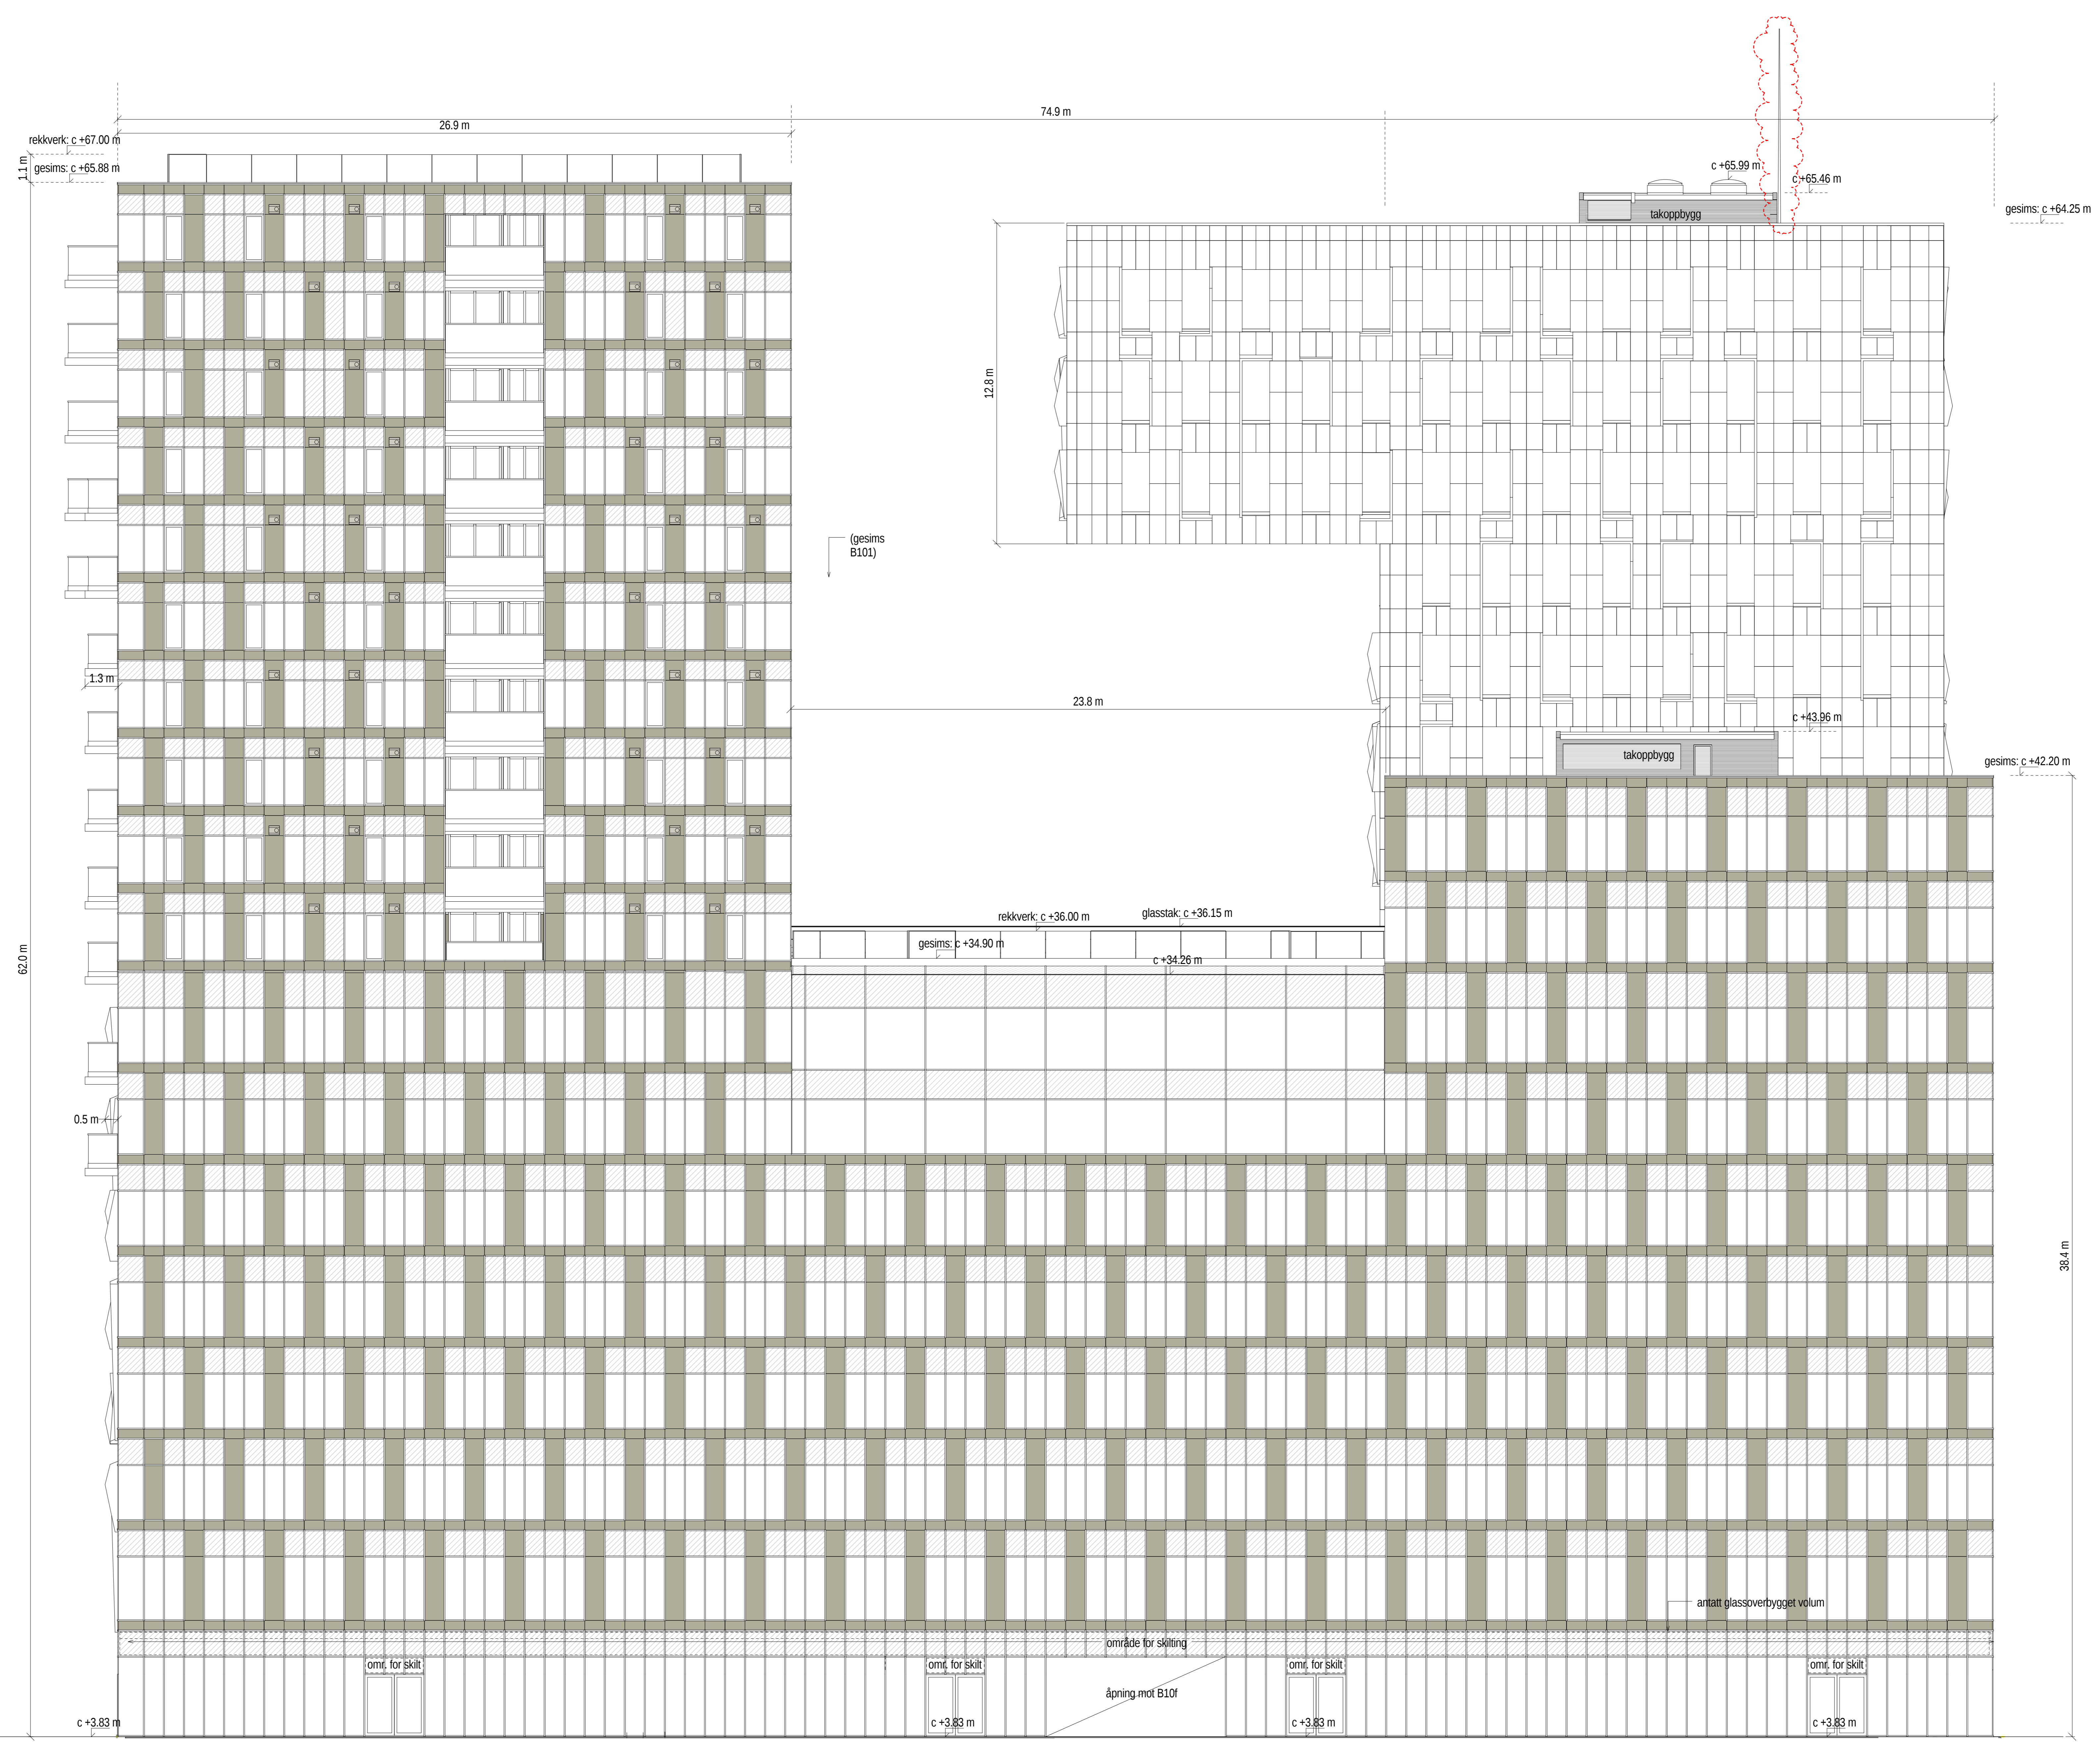 74.9 m
26.9 m
rekkverk: c +67.00 m
1.1 m
gesims: c +65.88 m
c +65.99 m
c +65.46 m
takoppbygg
gesims: c +64.25 m
12.8 m
(gesims
B101)
1.3 m
23.8 m
c +43.96 m
takoppbygg
gesims: c +42.20 m
rekkverk: c +36.00 m
glasstak: c +36.15 m
gesims: c +34.90 m
c +34.26 m
62.0 m
0.5 m
38.4 m
antatt glassoverbygget volum
område for skilting
omr. for skilt
omr. for skilt
omr. for skilt
omr. for skilt
åpning mot B10f
c +3.83 m
c +3.83 m
c +3.83 m
c +3.83 m